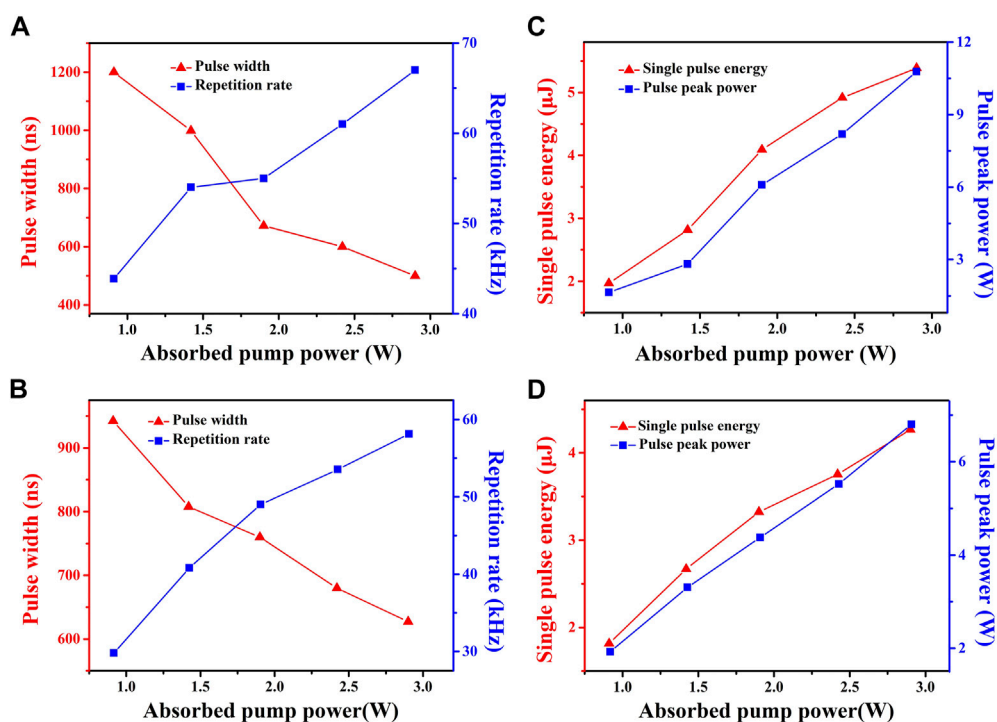 A
Pulse width (ns)
1200
1000
800
600
400
Pulse width
Repetition rate
70
60
50
40
Repetition rate (kHz)
1.0 1.5 2.0 2.5 3.0
Absorbed pump power (W)
C
Single pulse energy (μJ)
5
4
3
2
Single pulse energy
Pulse peak power
12
9
6
3
Pulse peak power
(W)
1.0 1.5 2.0 2.5 3.0
Absorbed pump power (W)
B
Pulse width (ns)
900
800
700
600
Pulse width
Repetition rate
60
50
40
30
Repetition rate (kHz)
1.0 1.5 2.0 2.5 3.0
Absorbed pump power(W)
D
Single pulse energy (μJ)
4
3
2
Single pulse energy
Pulse peak power
6
4
2
Pulse peak power
(W)
1.0 1.5 2.0 2.5 3.0
Absorbed pump power(W)